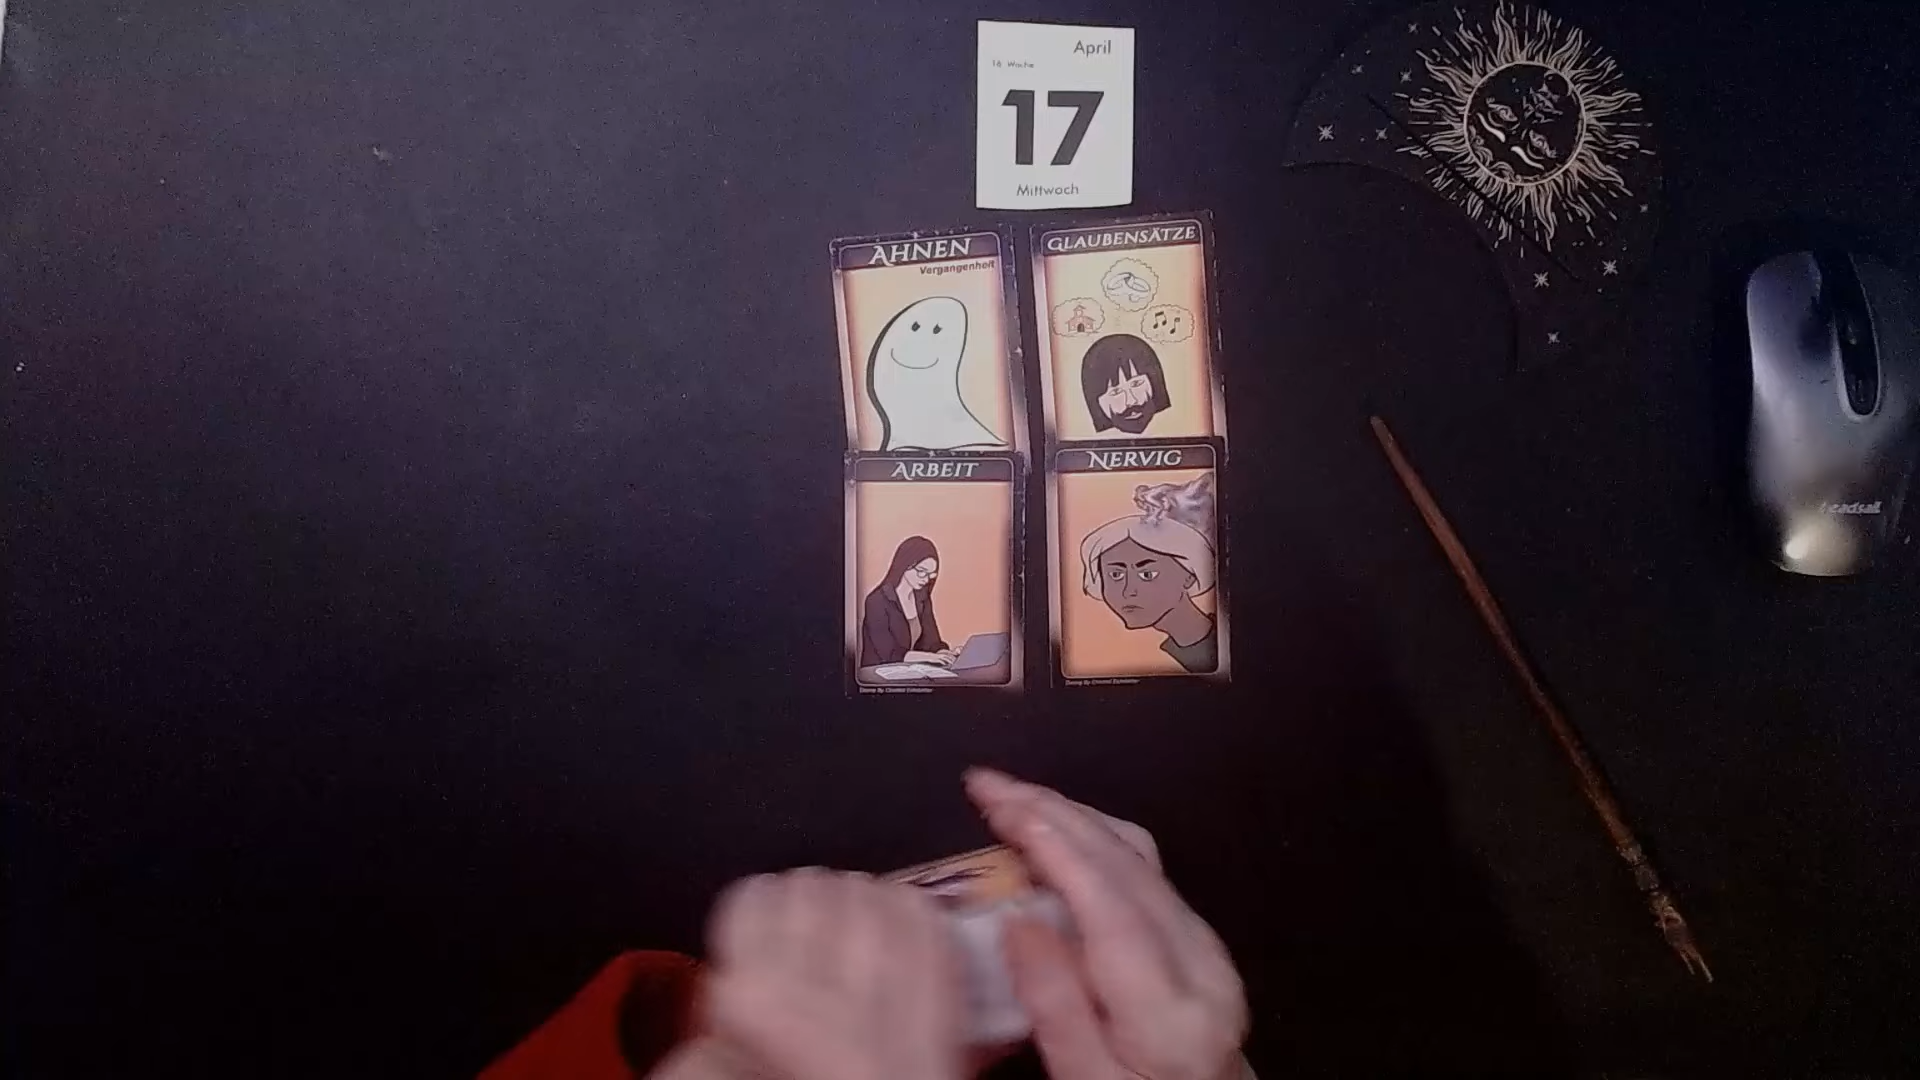 April
16 Woche
17
Mittwoch
AHNEN
Vergangenheit
GLAUBENSÄTZE
ARBEIT
NERVIG